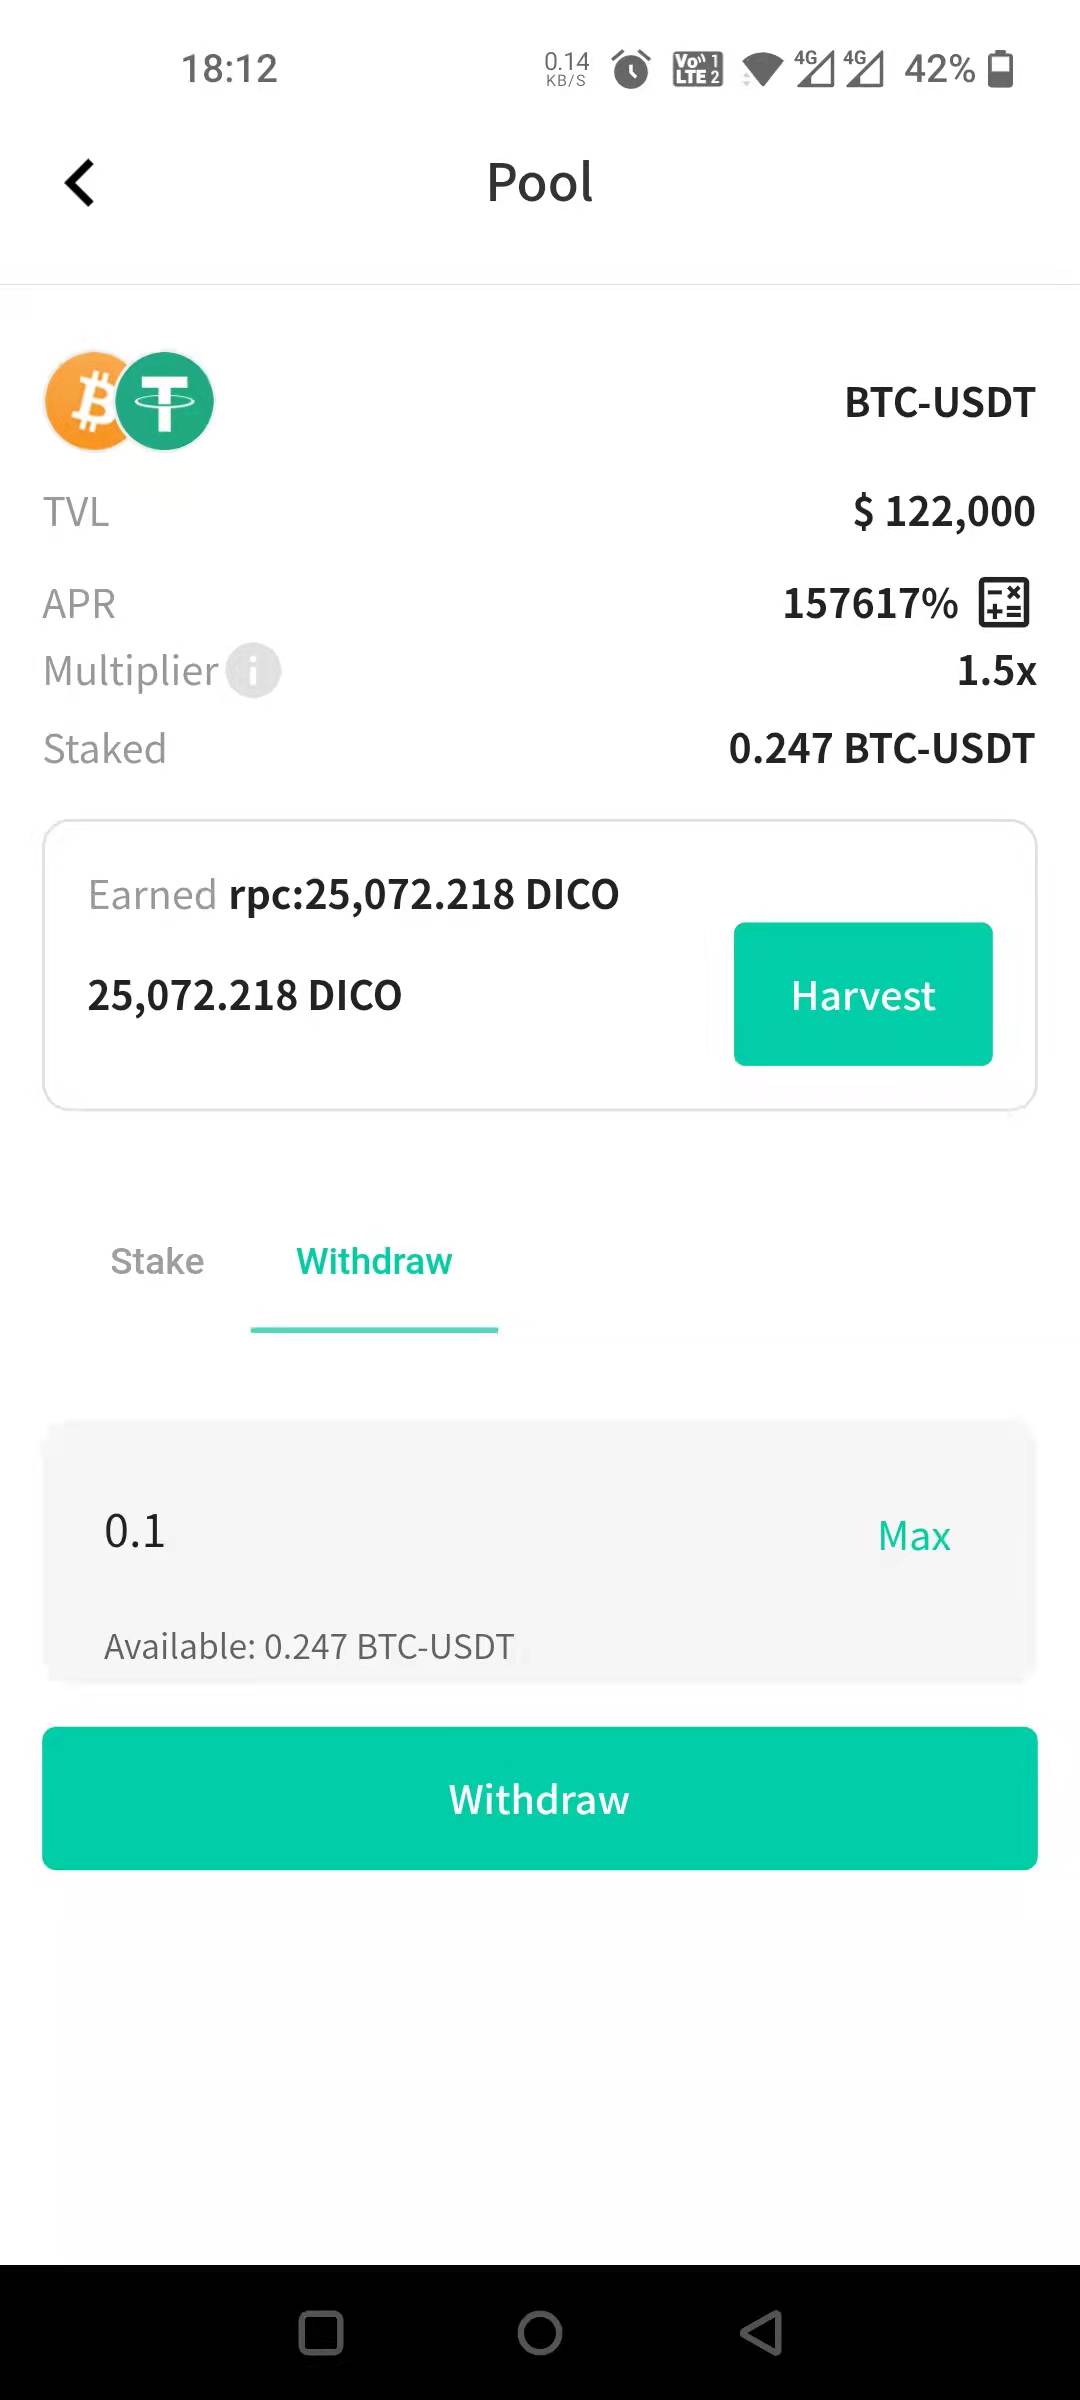 18:12 0.14 KB/S Vo)) 1 LTE 2 4G 4G 42%
Pool
BTC-USDT
TVL $ 122,000
APR 157617%
Multiplier 1.5x
Staked 0.247 BTC-USDT
Earned rpc:25,072.218 DICO
25,072.218 DICO Harvest
Stake Withdraw
0.1 Max
Available: 0.247 BTC-USDT
Withdraw